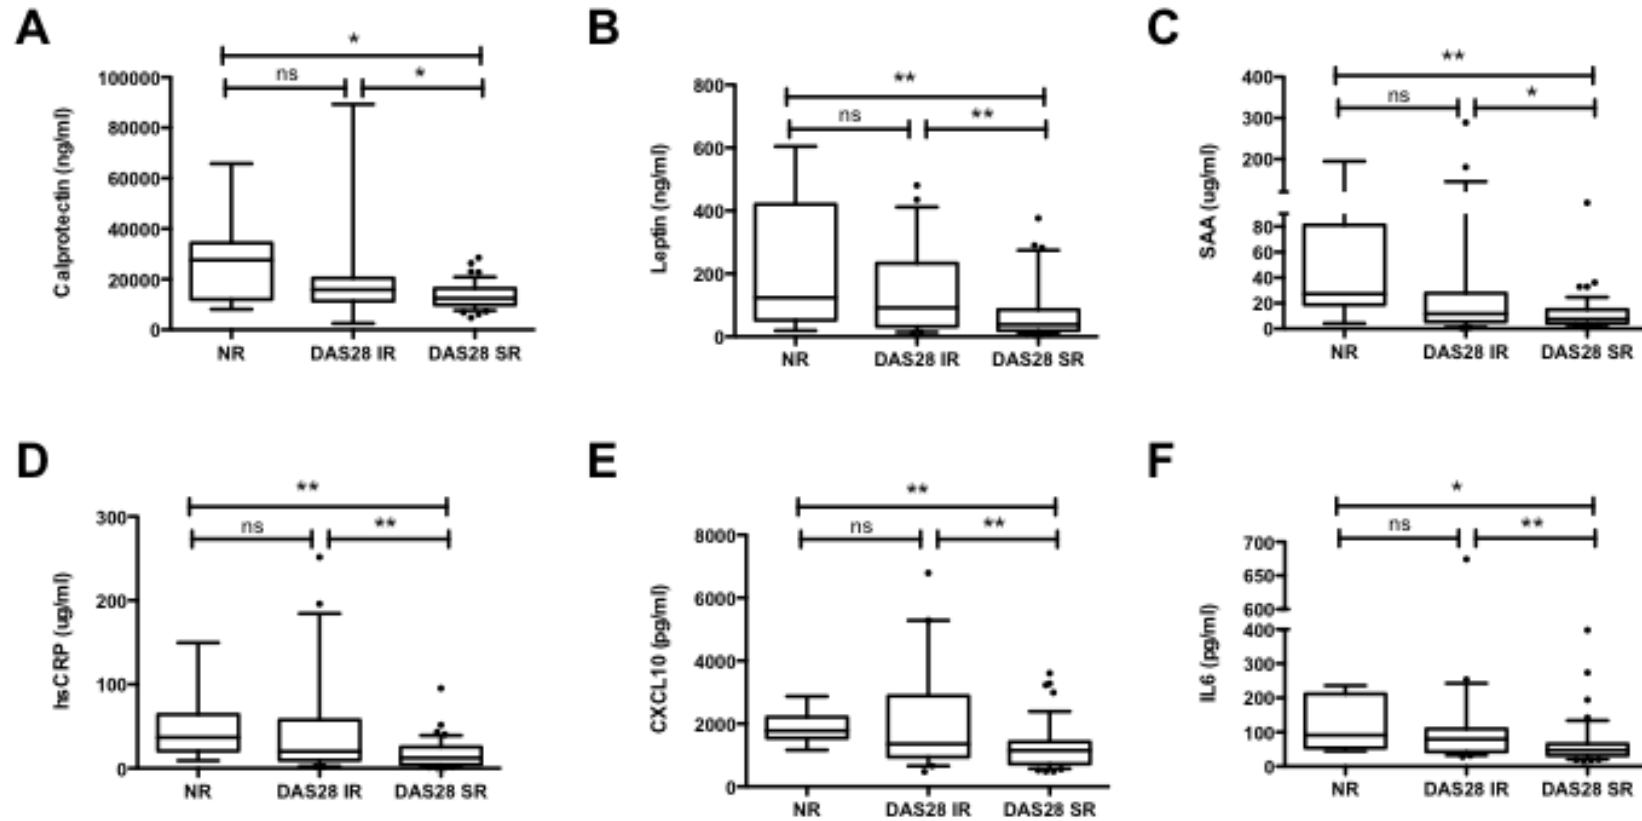 A
*
ns
*
Calprotectin (ng/ml)
100000
80000
60000
40000
20000
0
NR
DAS28 IR
DAS28 SR
B
**
ns
**
Leptin (ng/ml)
800
600
400
200
0
NR
DAS28 IR
DAS28 SR
C
**
ns
*
SAA (ug/ml)
400
300
200
80
60
40
20
0
NR
DAS28 IR
DAS28 SR
D
**
ns
**
hsCRP (ug/ml)
300
200
100
0
NR
DAS28 IR
DAS28 SR
E
**
ns
**
CXCL10 (pg/ml)
8000
6000
4000
2000
0
NR
DAS28 IR
DAS28 SR
F
*
ns
**
IL6 (pg/ml)
700
650
600
400
300
200
100
0
NR
DAS28 IR
DAS28 SR